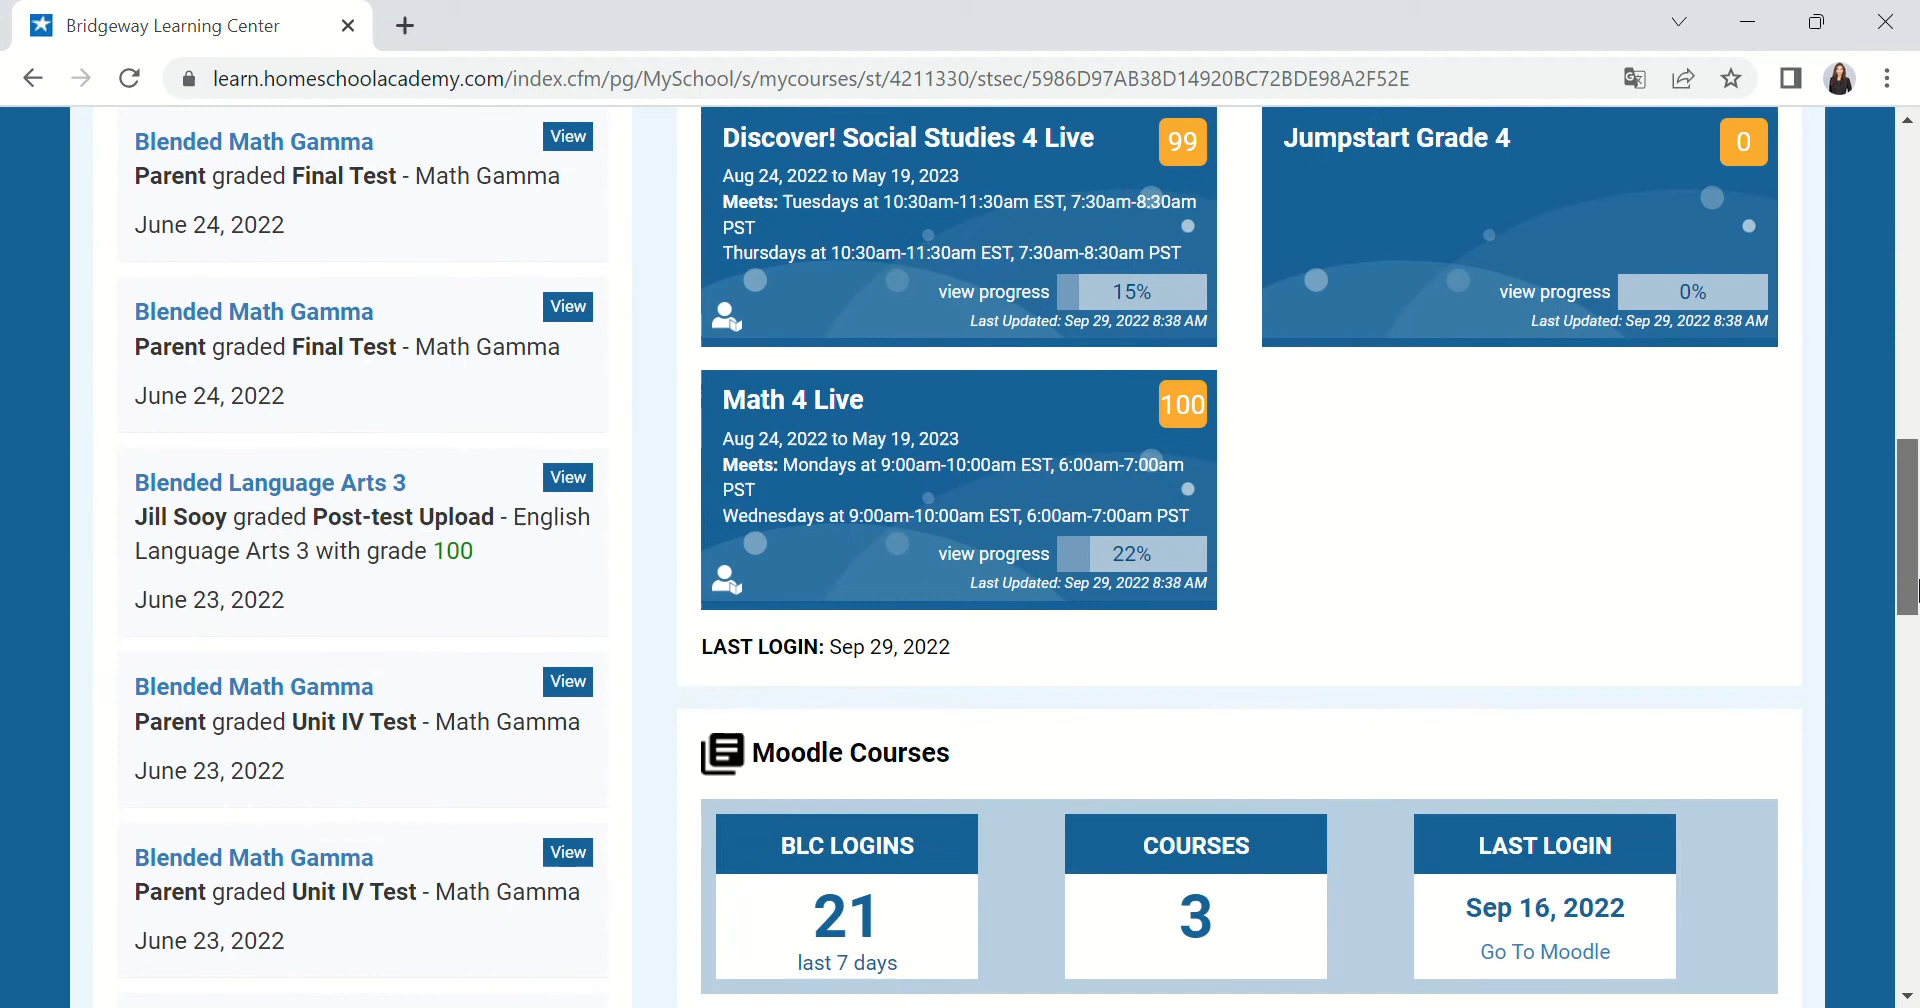 Bridgeway Learning Center
learn.homeschoolacademy.com/index.cfm/pg/MySchool/s/mycourses/st/4211330/stsec/5986D97AB38D14920BC72BDE98A2F52E
Blended Math Gamma
View
Parent graded Final Test - Math Gamma
June 24, 2022
Blended Math Gamma
View
Parent graded Final Test - Math Gamma
June 24, 2022
Blended Language Arts 3
View
Jill Sooy graded Post-test Upload - English
Language Arts 3 with grade 100
June 23, 2022
Blended Math Gamma
View
Parent graded Unit IV Test - Math Gamma
June 23, 2022
Blended Math Gamma
View
Parent graded Unit IV Test - Math Gamma
June 23, 2022
Discover! Social Studies 4 Live
99
Aug 24, 2022 to May 19, 2023
Meets: Tuesdays at 10:30am-11:30am EST, 7:30am-8:30am
PST
Thursdays at 10:30am-11:30am EST, 7:30am-8:30am PST
view progress 15%
Last Updated: Sep 29, 2022 8:38 AM
Jumpstart Grade 4
0
view progress 0%
Last Updated: Sep 29, 2022 8:38 AM
Math 4 Live
100
Aug 24, 2022 to May 19, 2023
Meets: Mondays at 9:00am-10:00am EST, 6:00am-7:00am
PST
Wednesdays at 9:00am-10:00am EST, 6:00am-7:00am PST
view progress 22%
Last Updated: Sep 29, 2022 8:38 AM
LAST LOGIN: Sep 29, 2022
Moodle Courses
BLC LOGINS
21
last 7 days
COURSES
3
LAST LOGIN
Sep 16, 2022
Go To Moodle